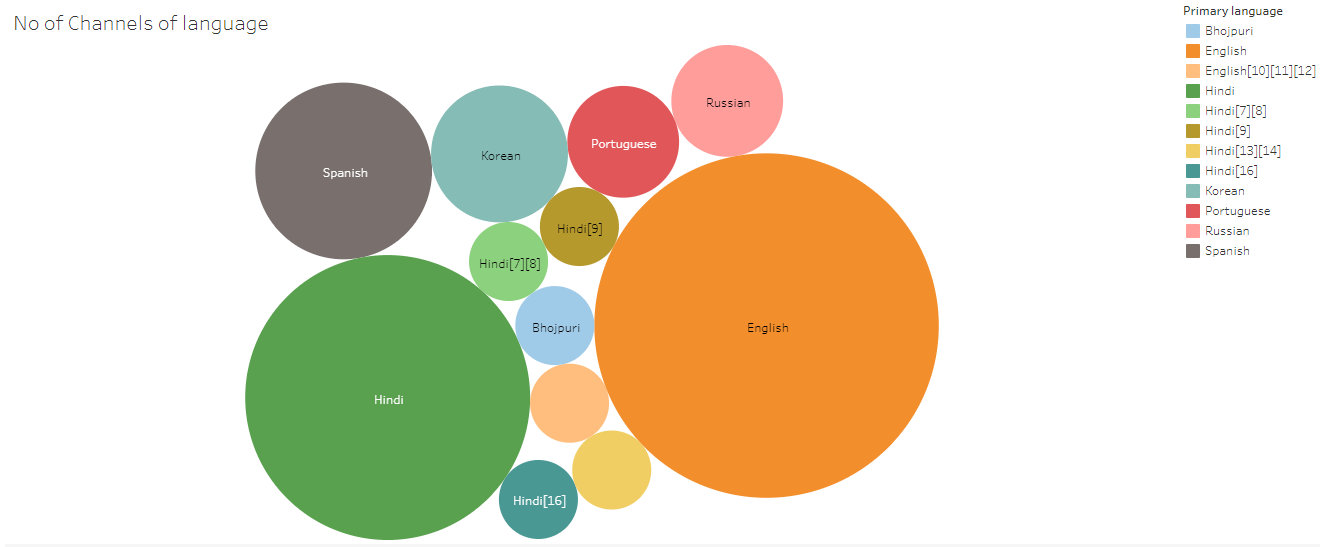 No of Channels of language
Primary language
Bhojpuri
English
English[10][11][12]
Hindi
Hindi[7][8]
Hindi[9]
Hindi[13][14]
Hindi[16]
Korean
Portuguese
Russian
Spanish
Russian
Portuguese
Korean
Spanish
Hindi[9]
Hindi[7][8]
Bhojpuri
English
Hindi
Hindi[16]